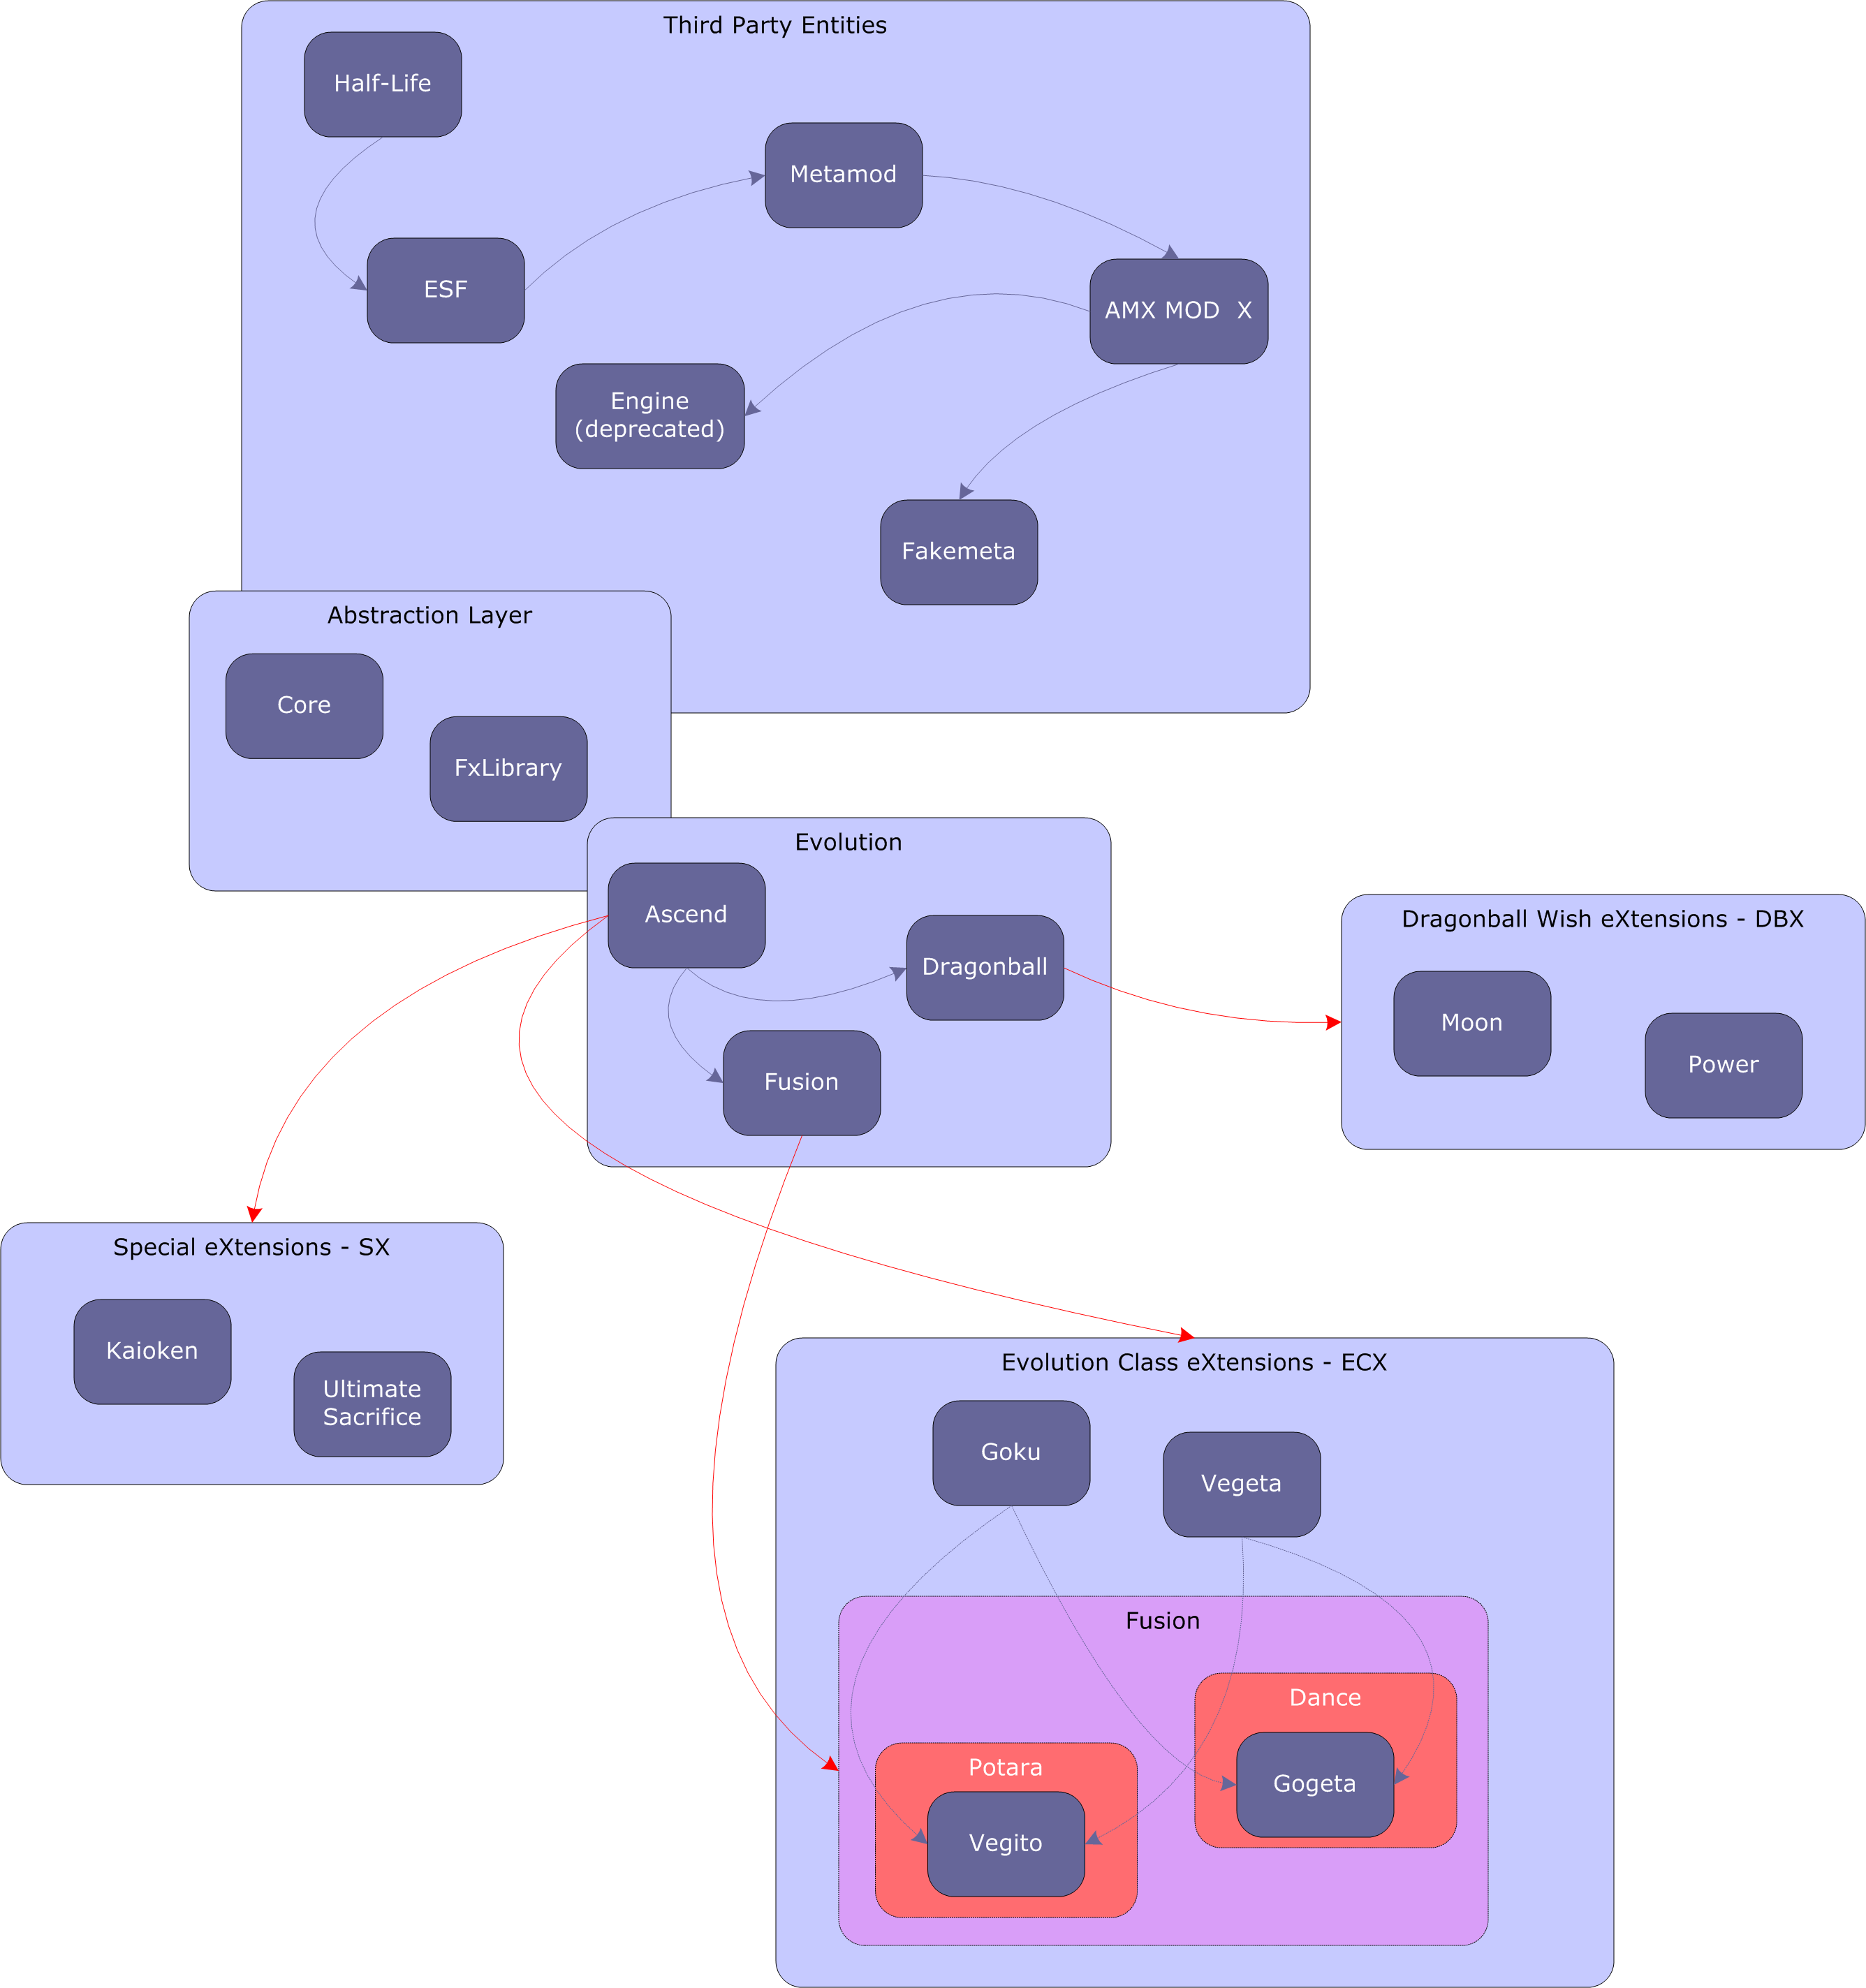 Third Party Entities
Half-Life
Metamod
ESF
AMX MOD  X
Engine
(deprecated)
Fakemeta
Abstraction Layer
Core
FxLibrary
Evolution
Ascend
Dragonball
Fusion
Dragonball Wish eXtensions - DBX
Moon
Power
Special eXtensions - SX
Kaioken
Ultimate
Sacrifice
Evolution Class eXtensions - ECX
Goku
Vegeta
Fusion
Dance
Gogeta
Potara
Vegito